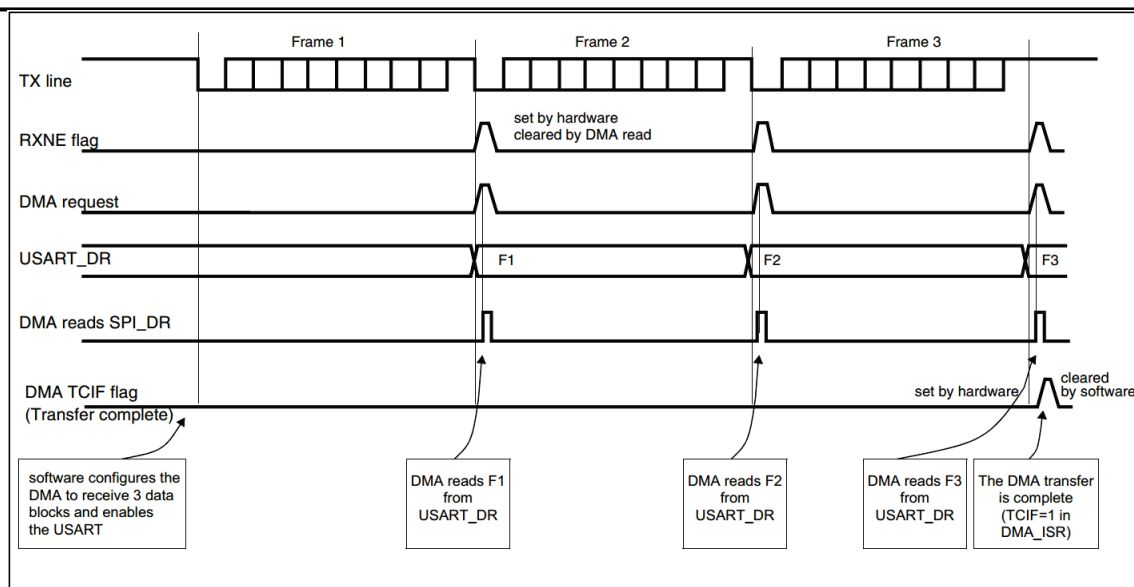 Frame 1
Frame 2
Frame 3
TX line
set by hardware
cleared by DMA read
RXNE flag
DMA request
USART_DR
F1
F2
F3
DMA reads SPI_DR
DMA TCIF flag
(Transfer complete)
set by hardware
cleared
by software
software configures the
DMA to receive 3 data
blocks and enables
the USART
DMA reads F1
from
USART_DR
DMA reads F2
from
USART_DR
DMA reads F3
from
USART_DR
The DMA transfer
is complete
(TCIF=1 in
DMA_ISR)